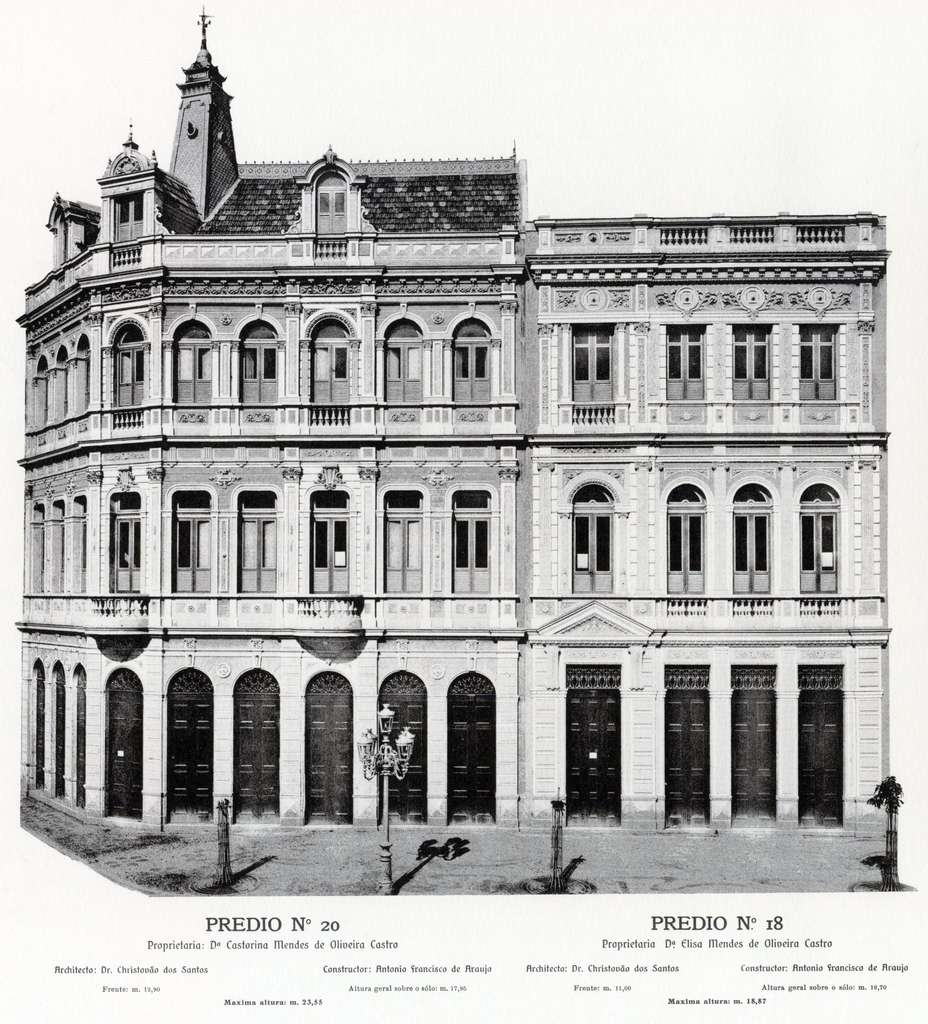 PREDIO Nº 20
Proprietaria: Dª Castorina Mendes de Oliveira Castro
Architecto: Dr. Christovão dos Santos
Constructor: Antonio Francisco de Araujo
Frente: m. 12,90
Altura geral sobre o sólo: m. 17,95
Maxima altura: m. 23,55
PREDIO Nº 18
Proprietaria Dª Elisa Mendes de Oliveira Castro
Architecto: Dr. Christovão dos Santos
Constructor: Antonio Francisco de Araujo
Frente: m. 11,00
Altura geral sobre o sólo: m. 16,70
Maxima altura: m. 18,87